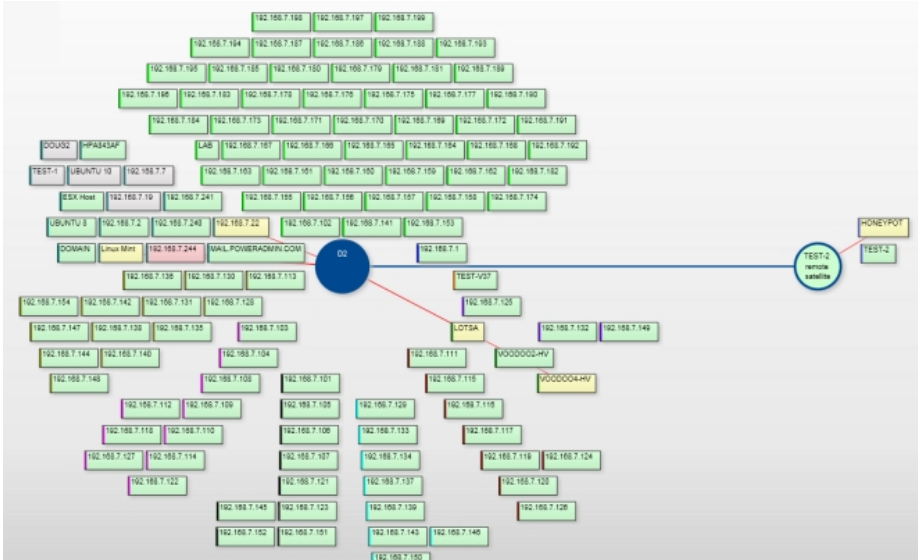 192.168.7.198 192.168.7.197 192.168.7.199
192.168.7.194 192.168.7.187 192.168.7.186 192.168.7.188 192.168.7.193
192.168.7.195 192.168.7.185 192.168.7.180 192.168.7.179 192.168.7.181 192.168.7.189
192.168.7.196 192.168.7.183 192.168.7.178 192.168.7.176 192.168.7.175 192.168.7.177 192.168.7.190
192.168.7.184 192.168.7.173 192.168.7.171 192.168.7.170 192.168.7.169 192.168.7.172 192.168.7.191
DOUG2 HPA843AF LAB 192.168.7.167 192.168.7.166 192.168.7.165 192.168.7.164 192.168.7.168 192.168.7.192
TEST-1 UBUNTU 10 192.168.7.7 192.168.7.163 192.168.7.161 192.168.7.160 192.168.7.159 192.168.7.162 192.168.7.182
ESX Host 192.168.7.19 192.168.7.241 192.168.7.155 192.168.7.156 192.168.7.157 192.168.7.158 192.168.7.174
UBUNTU 8 192.168.7.2 192.168.7.248 192.168.7.22 192.168.7.102 192.168.7.141 192.168.7.153 HONEYPOT
DOMAIN Linux Mint 192.168.7.244 MAIL.POWERADMIN.COM D2 192.168.7.1 TEST-2 remote satellite TEST-2
192.168.7.136 192.168.7.130 192.168.7.113 TEST-V37
192.168.7.154 192.168.7.142 192.168.7.131 192.168.7.128 192.168.7.125
192.168.7.147 192.168.7.138 192.168.7.135 192.168.7.103 LOTSA 192.168.7.132 192.168.7.149
192.168.7.144 192.168.7.140 192.168.7.104 192.168.7.111 VOODOO2-HV
192.168.7.148 192.168.7.108 192.168.7.101 192.168.7.115 VOODOO4-HV
192.168.7.112 192.168.7.109 192.168.7.105 192.168.7.129 192.168.7.116
192.168.7.118 192.168.7.110 192.168.7.106 192.168.7.133 192.168.7.117
192.168.7.127 192.168.7.114 192.168.7.107 192.168.7.134 192.168.7.119 192.168.7.124
192.168.7.122 192.168.7.121 192.168.7.137 192.168.7.120
192.168.7.145 192.168.7.123 192.168.7.139 192.168.7.126
192.168.7.152 192.168.7.151 192.168.7.143 192.168.7.146
192.168.7.150